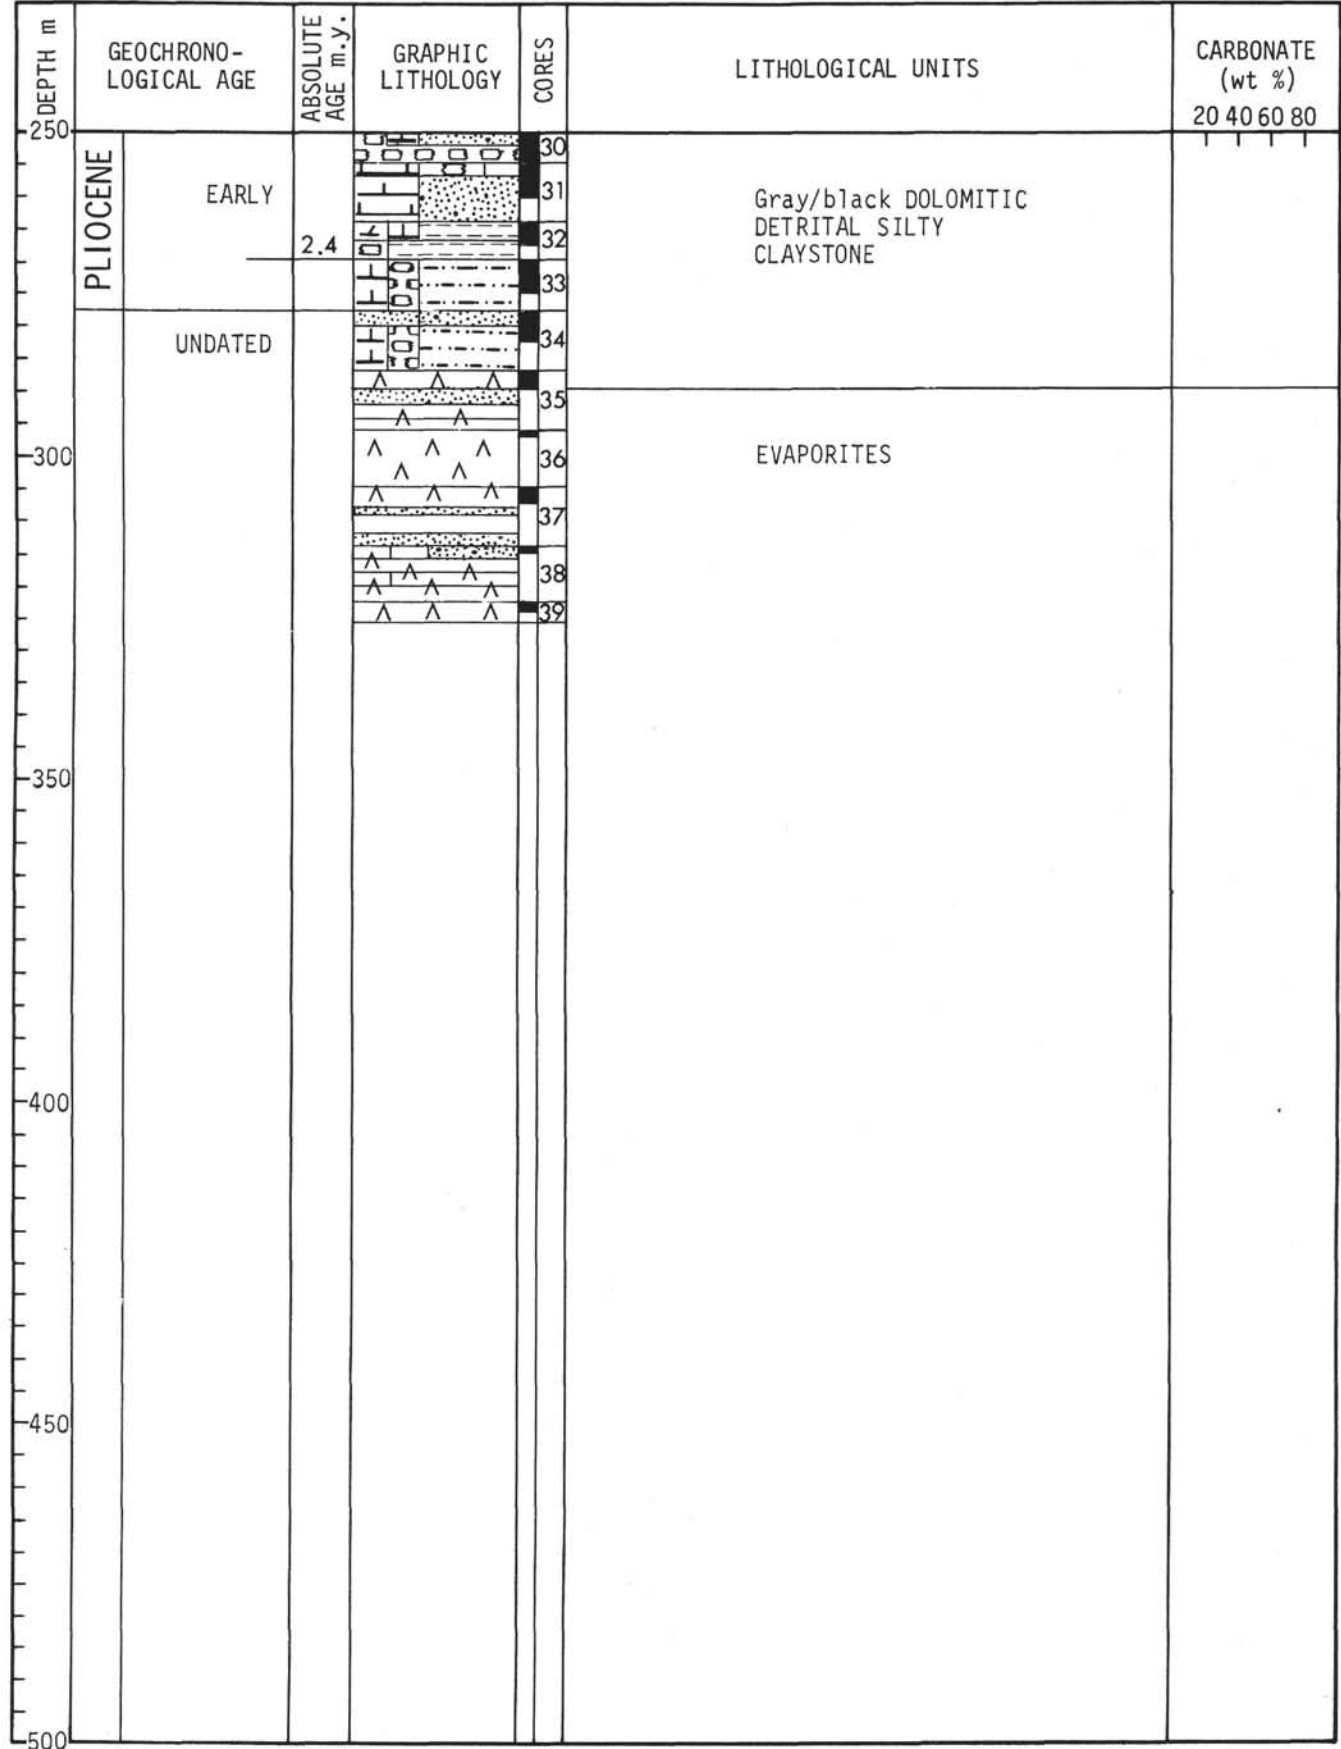 DEPTH m
GEOCHRONO-
LOGICAL AGE
ABSOLUTE
AGE m.y.
GRAPHIC
LITHOLOGY
CORES
LITHOLOGICAL UNITS
CARBONATE
(wt %)
20 40 60 80
250
PLIOCENE
EARLY
2.4
UNDATED
30
31
32
33
34
35
36
37
38
39
Gray/black DOLOMITIC
DETRITAL SILTY
CLAYSTONE
EVAPORITES
300
350
400
450
500